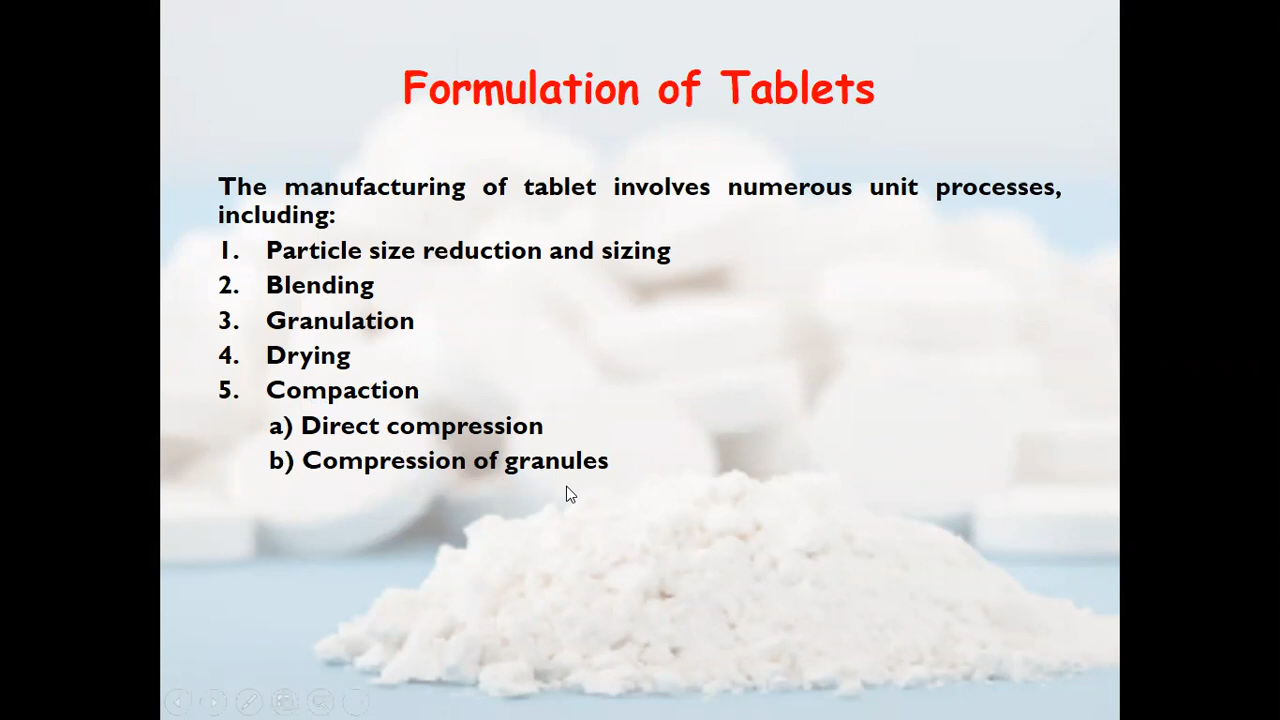 Formulation of Tablets
The manufacturing of tablet involves numerous unit processes,
including:
1. Particle size reduction and sizing
2. Blending
3. Granulation
4. Drying
5. Compaction
a) Direct compression
b) Compression of granules